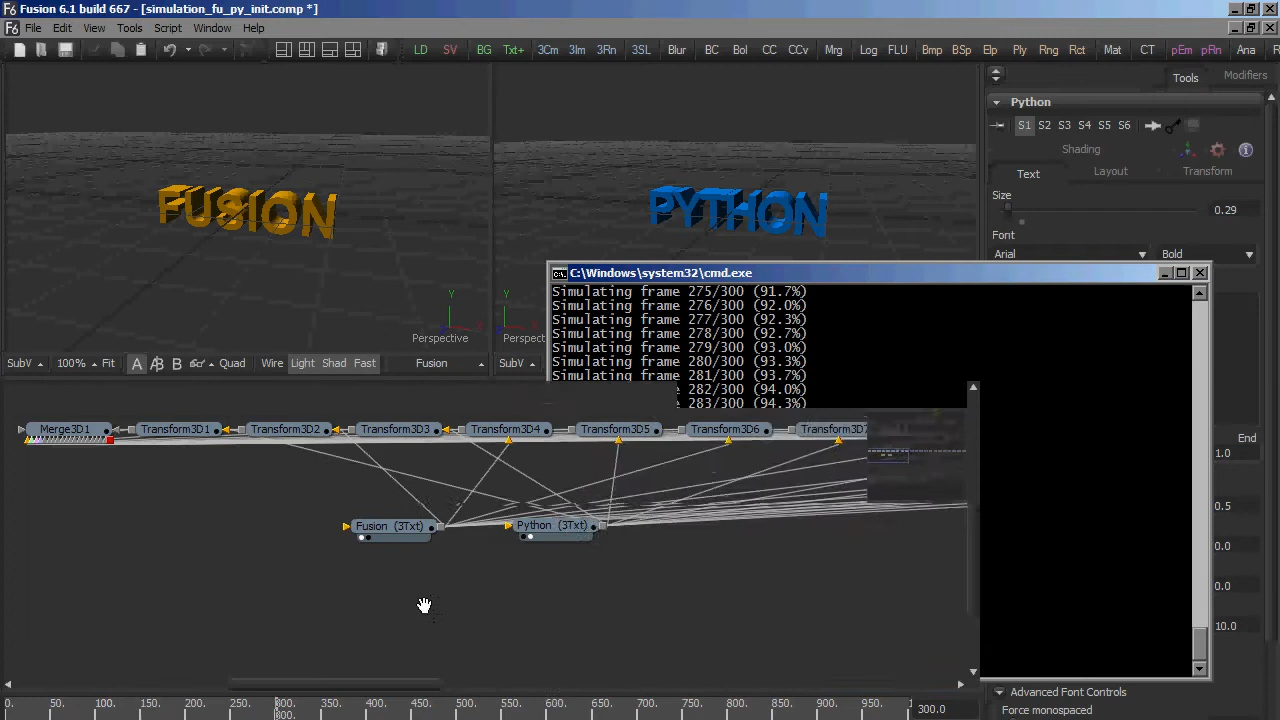 Fusion 6.1 build 667 - [simulation_fu_py_init.comp *]
File Edit View Tools Script Window Help
LD SV BG Txt+ 3Cm 3Im 3Rn 3SL Blur BC Bol CC CCv Mrg Log FLU Bmp BSp Elp Ply Rng Rct Mat CT pEm pRn Ana
Tools Modifiers
Python
S1 S2 S3 S4 S5 S6
Shading
Text Layout Transform
Size
0.29
Font
Arial Bold
FUSION
PYTHON
Y
Y
Perspective
Perspective
SubV 100% Fit A B Quad Wire Light Shad Fast Fusion SubV
C:\Windows\system32\cmd.exe
Simulating frame 275/300 (91.7%)
Simulating frame 276/300 (92.0%)
Simulating frame 277/300 (92.3%)
Simulating frame 278/300 (92.7%)
Simulating frame 279/300 (93.0%)
Simulating frame 280/300 (93.3%)
Simulating frame 281/300 (93.7%)
e 282/300 (94.0%)
e 283/300 (94.3%)
Merge3D1 Transform3D1 Transform3D2 Transform3D3 Transform3D4 Transform3D5 Transform3D6 Transform3D7
Fusion (3Txt) Python (3Txt)
End
1.0
0.5
0.0
0.0
10.0
Advanced Font Controls
Force monospaced
0. 50. 100. 150. 200. 250. 300. 350. 400. 450. 500. 550. 600. 650. 700. 750. 800. 850. 900. 950.
300.0